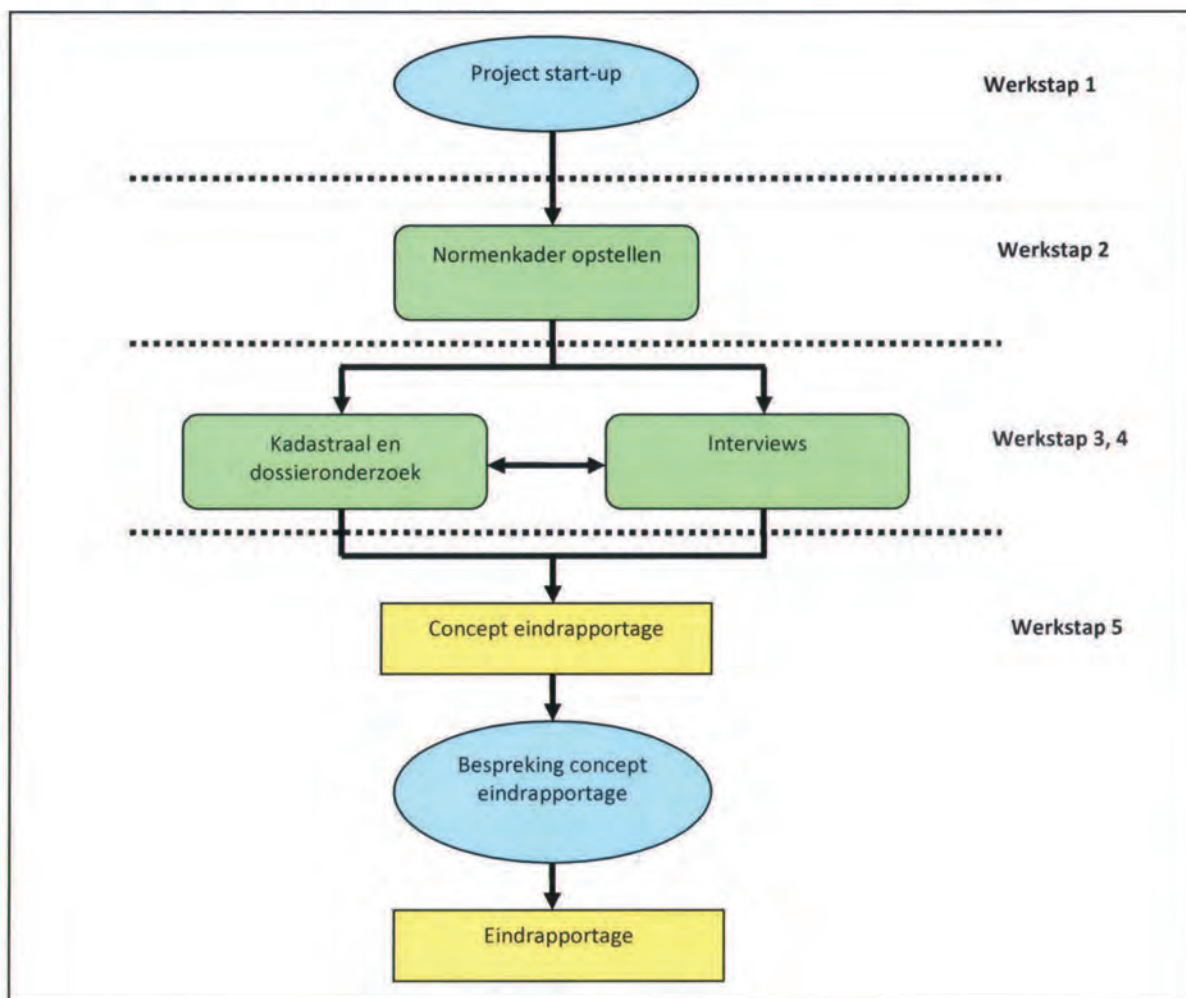 Project start-up
Werkstap 1
Normenkader opstellen
Werkstap 2
Kadastraal en
dossieronderzoek
Interviews
Werkstap 3, 4
Concept eindrapportage
Werkstap 5
Bespreking concept
eindrapportage
Eindrapportage